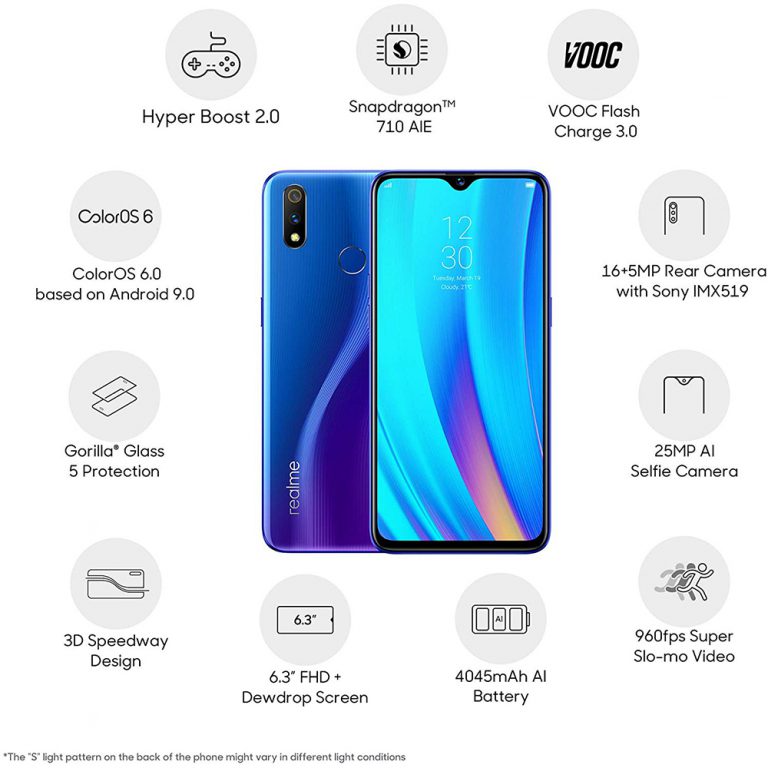 VOOC
Hyper Boost 2.0
Snapdragon™
710 AIE
VOOC Flash
Charge 3.0
ColorOS 6
ColorOS 6.0
based on Android 9.0
12
30
Tuesday, March 19
Cloudy, 21°C
16+5MP Rear Camera
with Sony IMX519
Gorilla® Glass
5 Protection
25MP AI
Selfie Camera
realme
3D Speedway
Design
6.3”
6.3” FHD +
Dewdrop Screen
AI
4045mAh AI
Battery
960fps Super
Slo-mo Video
*The "S" light pattern on the back of the phone might vary in different light conditions